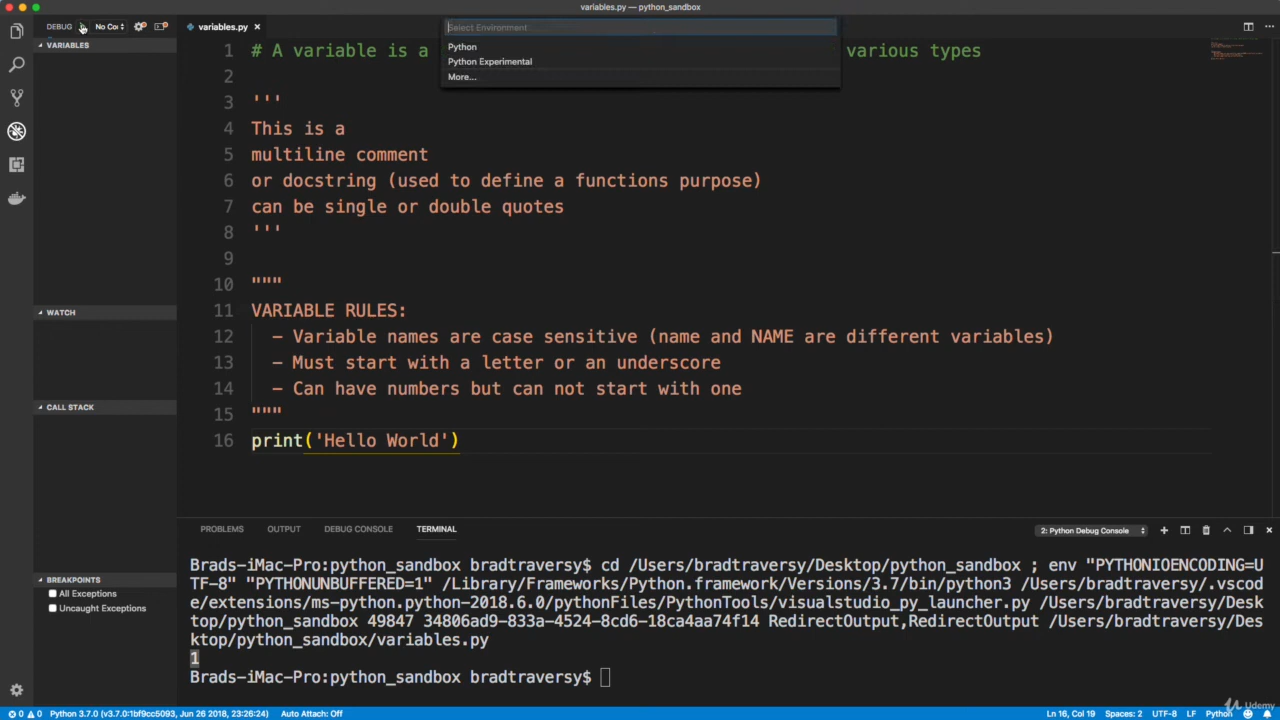 variables.py — python_sandbox
DEBUG
No Co
variables.py
Select Environment
Python
Python Experimental
More...
VARIABLES
WATCH
CALL STACK
BREAKPOINTS
All Exceptions
Uncaught Exceptions
1 # A variable is a various types
2
3 '''
4 This is a
5 multiline comment
6 or docstring (used to define a functions purpose)
7 can be single or double quotes
8 '''
9
10 """
11 VARIABLE RULES:
12 - Variable names are case sensitive (name and NAME are different variables)
13 - Must start with a letter or an underscore
14 - Can have numbers but can not start with one
15 """
16 print('Hello World')
PROBLEMS OUTPUT DEBUG CONSOLE TERMINAL
2: Python Debug Console
Brads-iMac-Pro:python_sandbox bradtraversy$ cd /Users/bradtraversy/Desktop/python_sandbox ; env "PYTHONIOENCODING=U
TF-8" "PYTHONUNBUFFERED=1" /Library/Frameworks/Python.framework/Versions/3.7/bin/python3 /Users/bradtraversy/.vscod
e/extensions/ms-python.python-2018.6.0/pythonFiles/PythonTools/visualstudio_py_launcher.py /Users/bradtraversy/Desk
top/python_sandbox 49847 34806ad9-833a-4524-8cd6-18ca4aa74f14 RedirectOutput,RedirectOutput /Users/bradtraversy/Des
ktop/python_sandbox/variables.py
1
Brads-iMac-Pro:python_sandbox bradtraversy$
0 0 Python 3.7.0 (v3.7.0:1bf9cc5093, Jun 26 2018, 23:26:24) Auto Attach: Off
Ln 16, Col 19 Spaces: 2 UTF-8 LF Python
Udemy